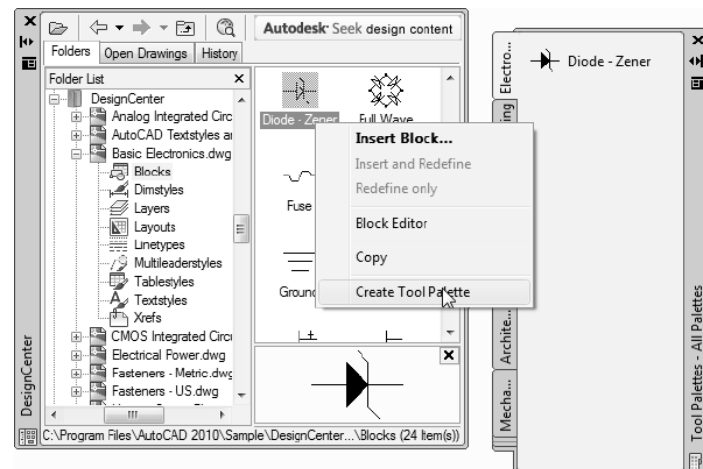 Autodesk® Seek design content
Folders
Open Drawings
History
Folder List
DesignCenter
Analog Integrated Circ
AutoCAD Textstyles a
Basic Electronics.dwg
Blocks
Dimstyles
Layers
Layouts
Linetypes
Multileaderstyles
Tablestyles
Textstyles
Xrefs
CMOS Integrated Circu
Electrical Power.dwg
Fasteners - Metric.dwg
Fasteners - US.dwg
Diode - Zener
Full Wave
Fuse
Ground
Insert Block...
Insert and Redefine
Redefine only
Block Editor
Copy
Create Tool Palette
C:\Program Files\AutoCAD 2010\Sample\DesignCenter...\Blocks (24 Item(s))
DesignCenter
Electro...
ing
Archite...
Mecha...
Diode - Zener
Tool Palettes - All Palettes